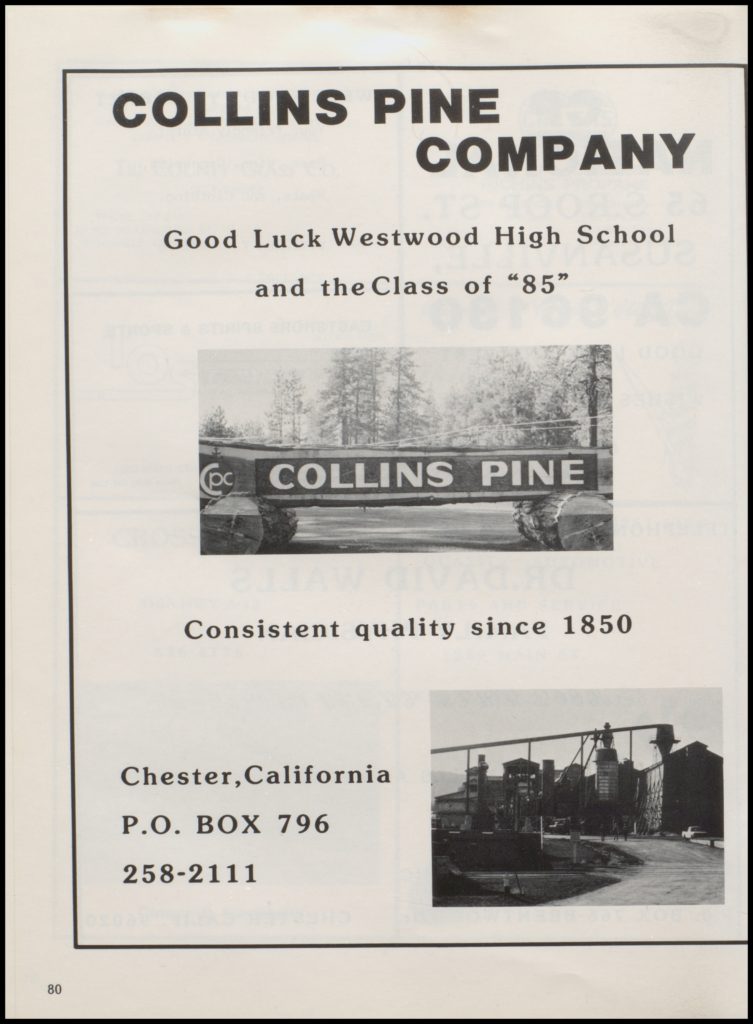 COLLINS PINE
COMPANY
Good Luck Westwood High School
and the Class of “85”
CPC COLLINS PINE
Consistent quality since 1850
Chester, California
P.O. BOX 796
258-2111
80